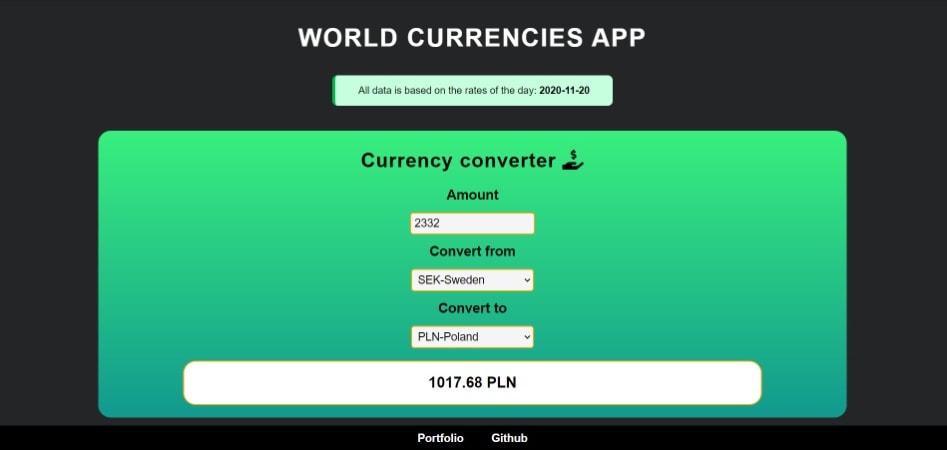 WORLD CURRENCIES APP
All data is based on the rates of the day: 2020-11-20
Currency converter
Amount
2332
Convert from
SEK-Sweden
Convert to
PLN-Poland
1017.68 PLN
Portfolio Github